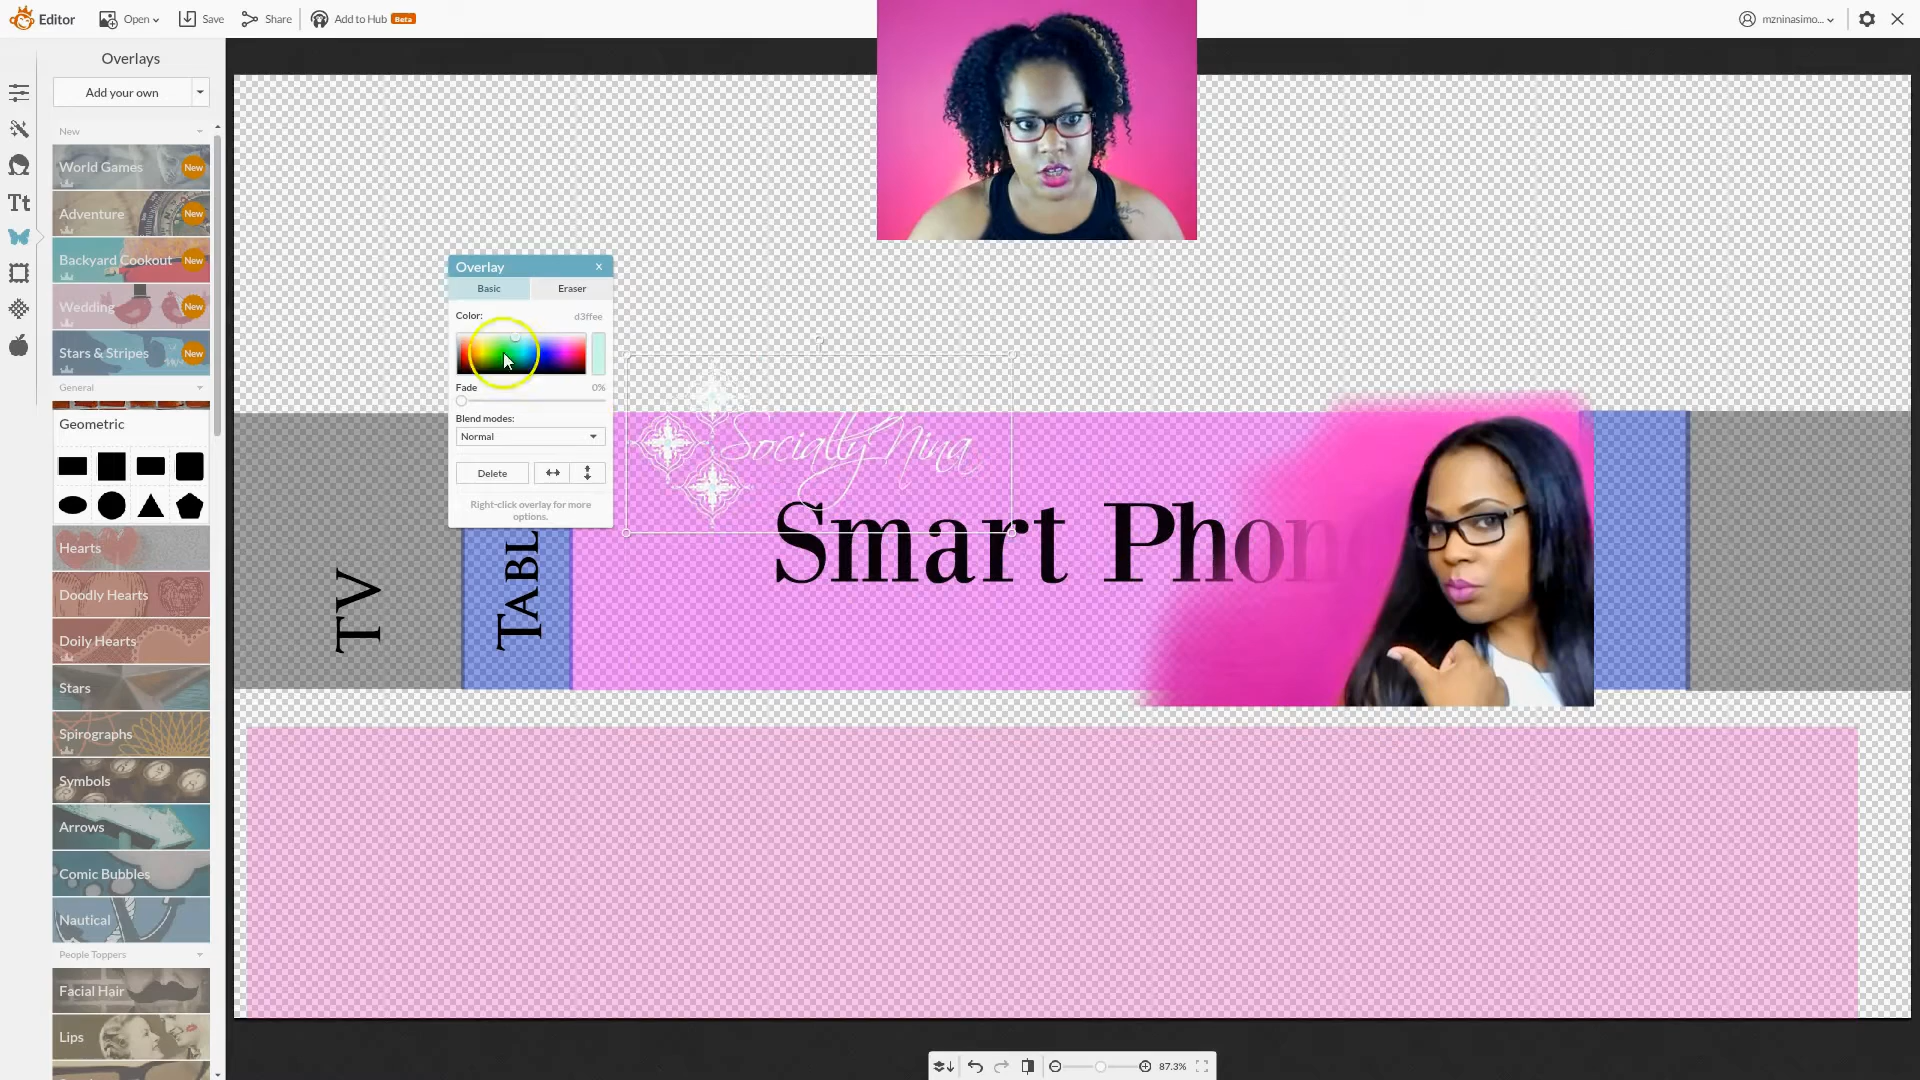 Editor
Open
Save
Share
Add to Hub Beta
mzninasimo...
Overlays
Add your own
New
World Games New
Adventure New
Backyard Cookout New
Wedding New
Stars & Stripes New
General
Geometric
Hearts
Doodly Hearts
Doily Hearts
Stars
Spirographs
Symbols
Arrows
Comic Bubbles
Nautical
People Toppers
Facial Hair
Lips
Tt
Overlay x
Basic Eraser
Color: d3ffee
Fade 0%
Blend modes:
Normal
Delete
Right-click overlay for more
options.
SociallyNina
Smart Phon
TV
TABL
87.3%